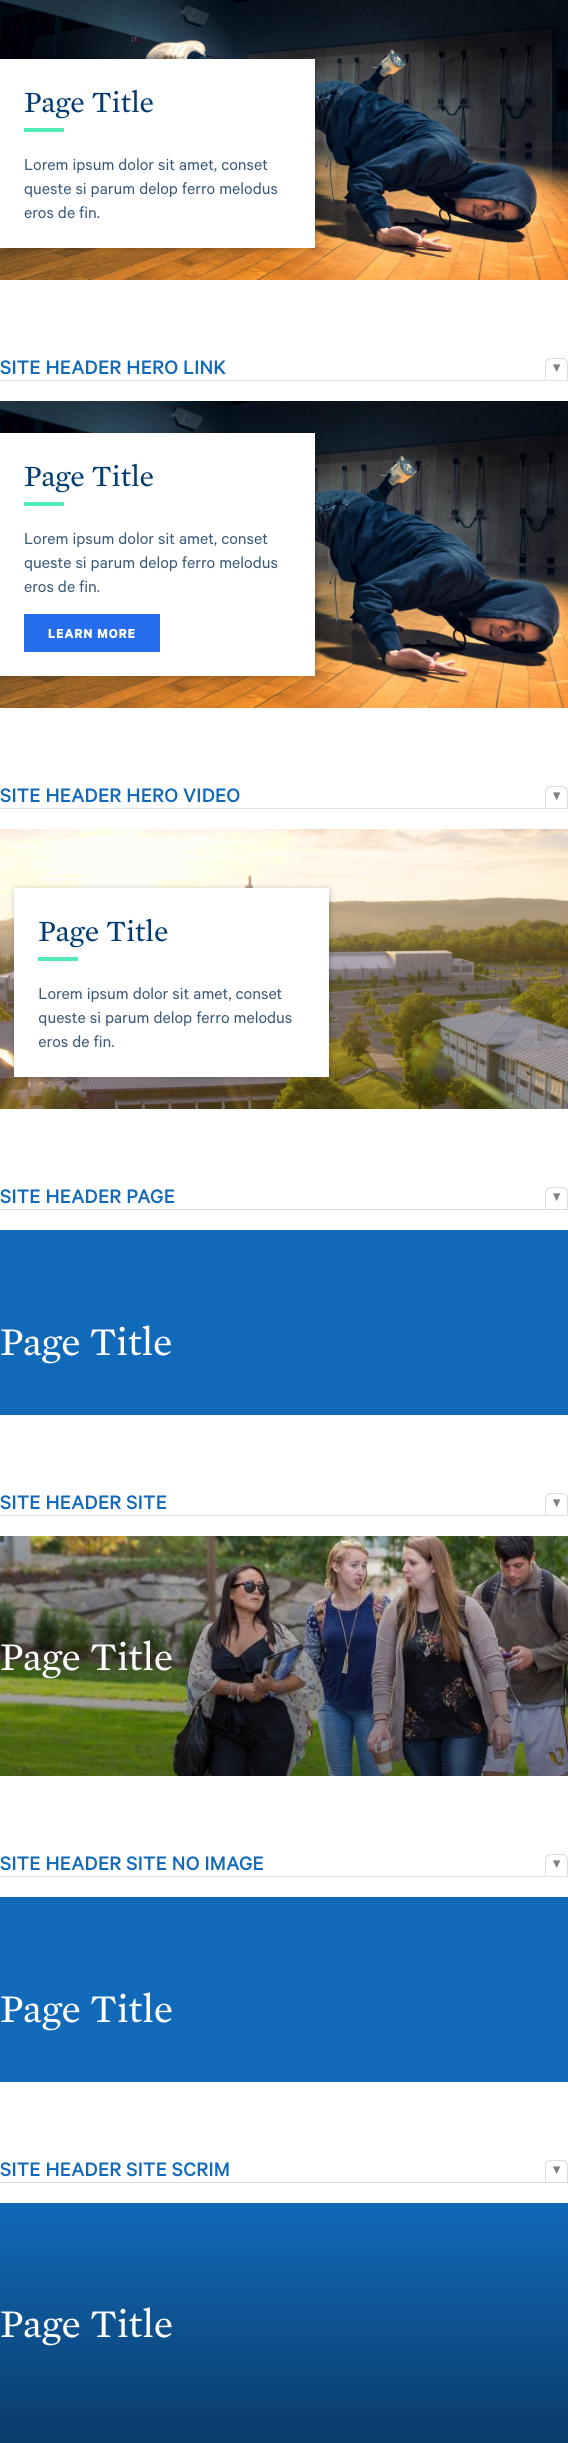 Page Title
Lorem ipsum dolor sit amet, conset
queste si parum delop ferro melodus
eros de fin.
SITE HEADER HERO LINK
▼
Page Title
Lorem ipsum dolor sit amet, conset
queste si parum delop ferro melodus
eros de fin.
LEARN MORE
SITE HEADER HERO VIDEO
▼
Page Title
Lorem ipsum dolor sit amet, conset
queste si parum delop ferro melodus
eros de fin.
SITE HEADER PAGE
▼
Page Title
SITE HEADER SITE
▼
Page Title
SITE HEADER SITE NO IMAGE
▼
Page Title
SITE HEADER SITE SCRIM
▼
Page Title